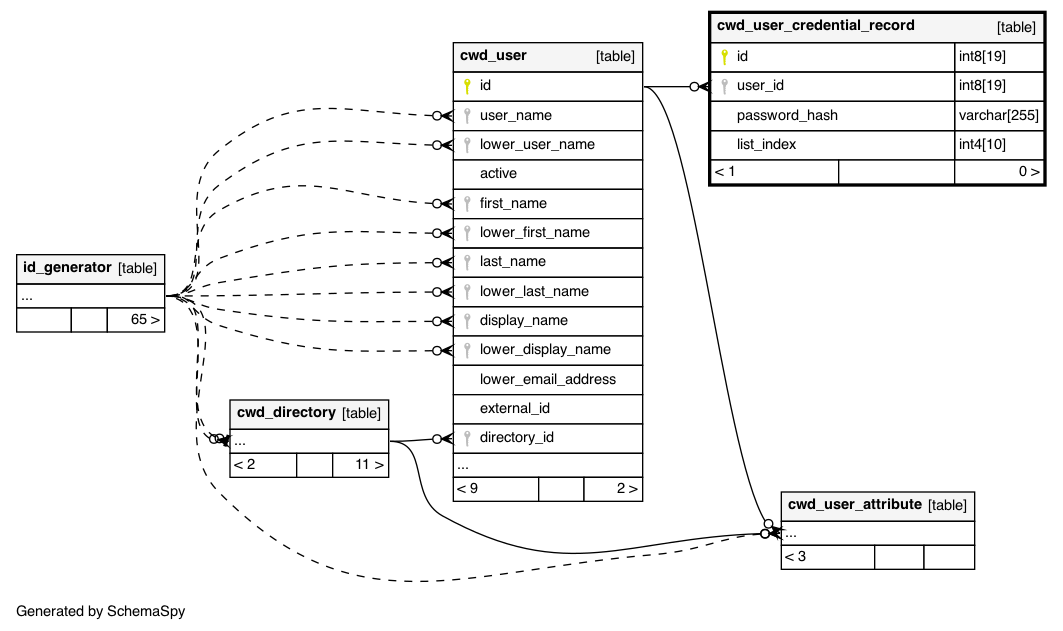 cwd_user_credential_record [table]
id int8[19]
user_id int8[19]
password_hash varchar[255]
list_index int4[10]
< 1 0 >
cwd_user [table]
id
user_name
lower_user_name
active
first_name
lower_first_name
last_name
lower_last_name
display_name
lower_display_name
lower_email_address
external_id
directory_id
...
< 9 2 >
id_generator [table]
...
65 >
cwd_directory [table]
...
< 2 11 >
cwd_user_attribute [table]
...
< 3
Generated by SchemaSpy